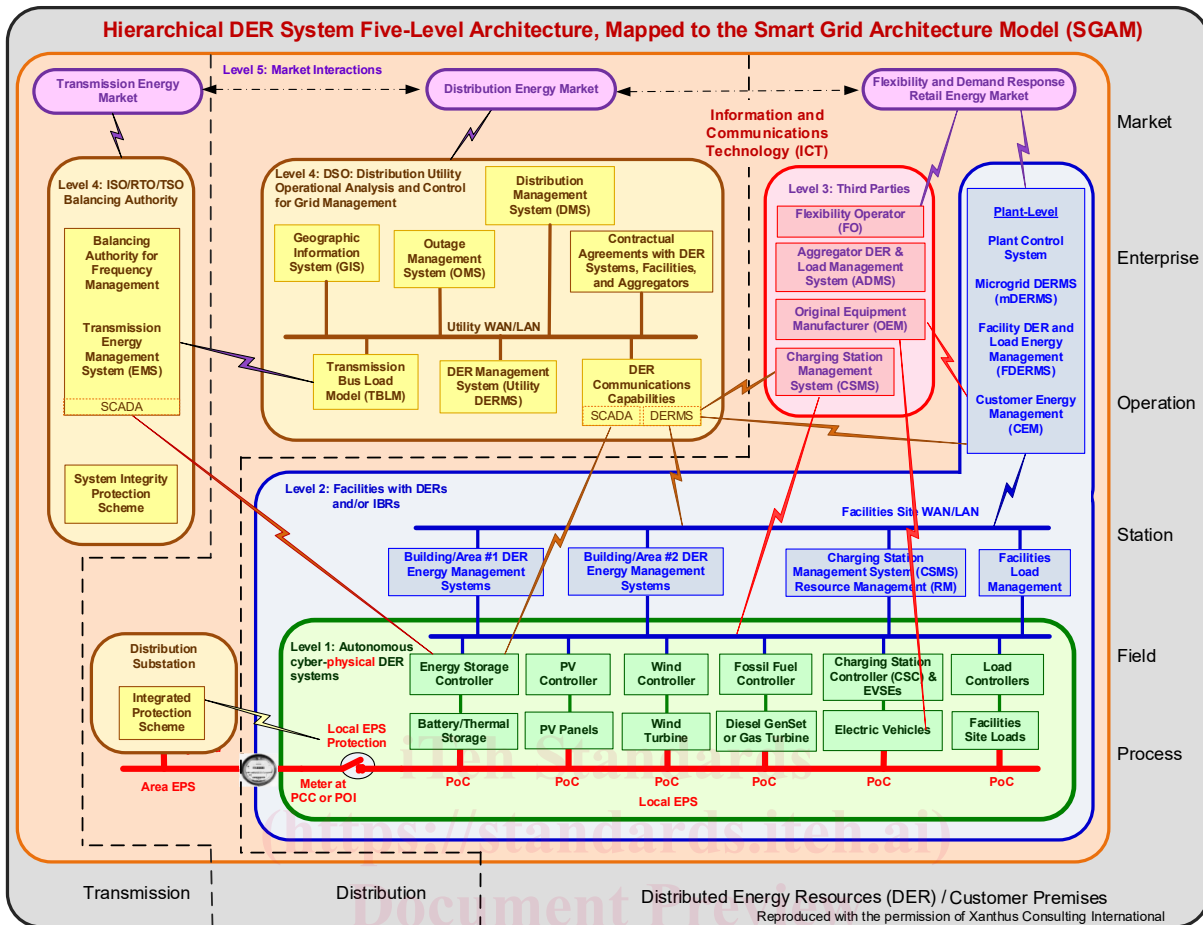 Hierarchical DER System Five-Level Architecture, Mapped to the Smart Grid Architecture Model (SGAM)
Level 5: Market Interactions
Transmission Energy
Market
Distribution Energy Market
Flexibility and Demand Response
Retail Energy Market
Information and
Communications
Technology (ICT)
Market
Enterprise
Operation
Station
Field
Process
Level 4: ISO/RTO/TSO
Balancing Authority
Balancing
Authority for
Frequency
Management
Transmission
Energy
Management
System (EMS)
SCADA
System Integrity
Protection
Scheme
Level 4: DSO: Distribution Utility
Operational Analysis and Control
for Grid Management
Distribution
Management
System (DMS)
Geographic
Information
System (GIS)
Outage
Management
System (OMS)
Contractual
Agreements with DER
Systems, Facilities,
and Aggregators
Utility WAN/LAN
Transmission
Bus Load
Model (TBLM)
DER Management
System (Utility
DERMS)
DER
Communications
Capabilities
SCADA
DERMS
Level 3: Third Parties
Flexibility Operator
(FO)
Aggregator DER &
Load Management
System (ADMS)
Original Equipment
Manufacturer (OEM)
Charging Station
Management
System (CSMS)
Plant-Level
Plant Control
System
Microgrid DERMS
(mDERMS)
Facility DER and
Load Energy
Management
(FDERMS)
Customer Energy
Management
(CEM)
Level 2: Facilities with DERs
and/or IBRs
Facilities Site WAN/LAN
Building/Area #1 DER
Energy Management
Systems
Building/Area #2 DER
Energy Management
Systems
Charging Station
Management System (CSMS)
Resource Management (RM)
Facilities
Load
Management
Level 1: Autonomous
cyber-physical DER
systems
Energy Storage
Controller
PV
Controller
Wind
Controller
Fossil Fuel
Controller
Charging Station
Controller (CSC) &
EVSEs
Load
Controllers
Battery/Thermal
Storage
PV Panels
Wind
Turbine
Diesel GenSet
or Gas Turbine
Electric Vehicles
Facilities
Site Loads
Distribution
Substation
Integrated
Protection
Scheme
Local EPS
Protection
Area EPS
Meter at
PCC or POI
PoC
PoC
PoC
PoC
PoC
PoC
Local EPS
iTeh Standards
(https://standards.iteh.ai)
Document Preview
Transmission
Distribution
Distributed Energy Resources (DER) / Customer Premises
Reproduced with the permission of Xanthus Consulting International